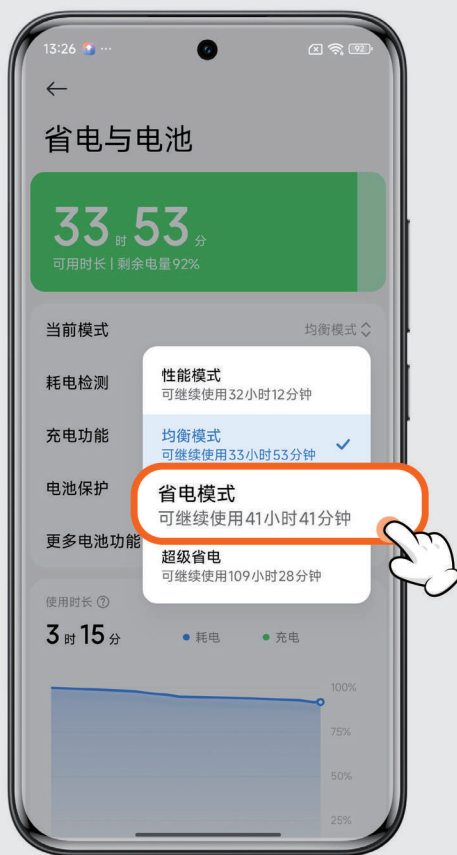 13:26 ... 92
省电与电池
33 时 53 分
可用时长 | 剩余电量92%
当前模式 均衡模式
耗电检测
性能模式
可继续使用32小时12分钟
充电功能
均衡模式
可继续使用33小时53分钟
电池保护
省电模式
可继续使用41小时41分钟
更多电池功能
超级省电
可继续使用109小时28分钟
使用时长 ?
3 时 15 分 耗电 充电
100%
75%
50%
25%